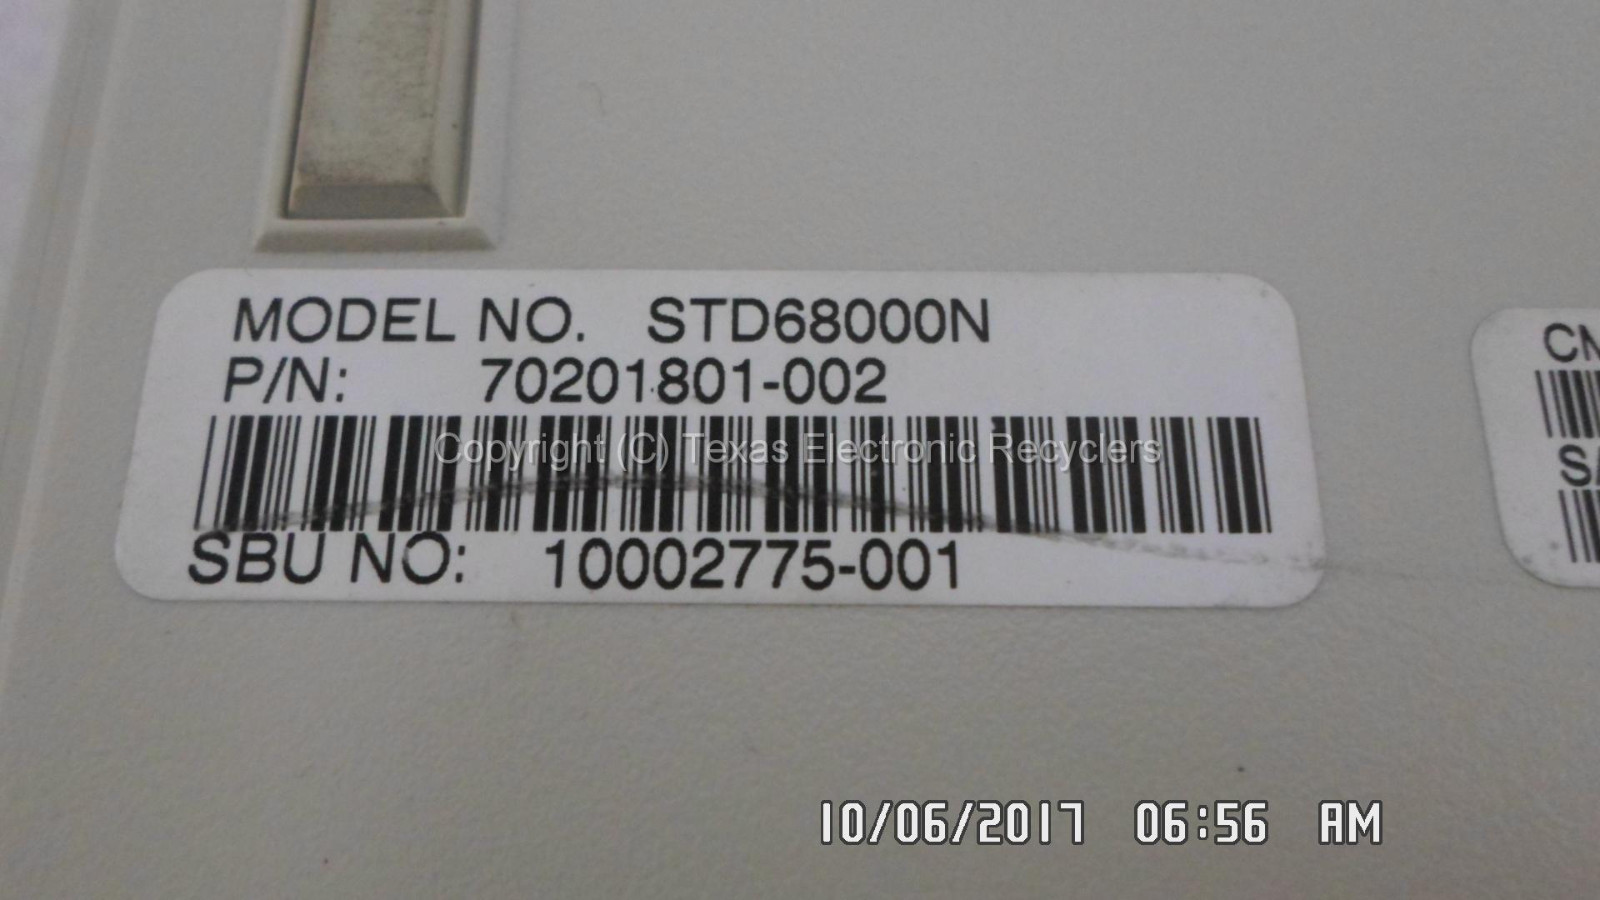 MODEL NO. STD68000N
P/N: 70201801-002
Copyright (C) Texas Electronic Recyclers
SBU NO: 10002775-001
10/06/2017 06:56 AM